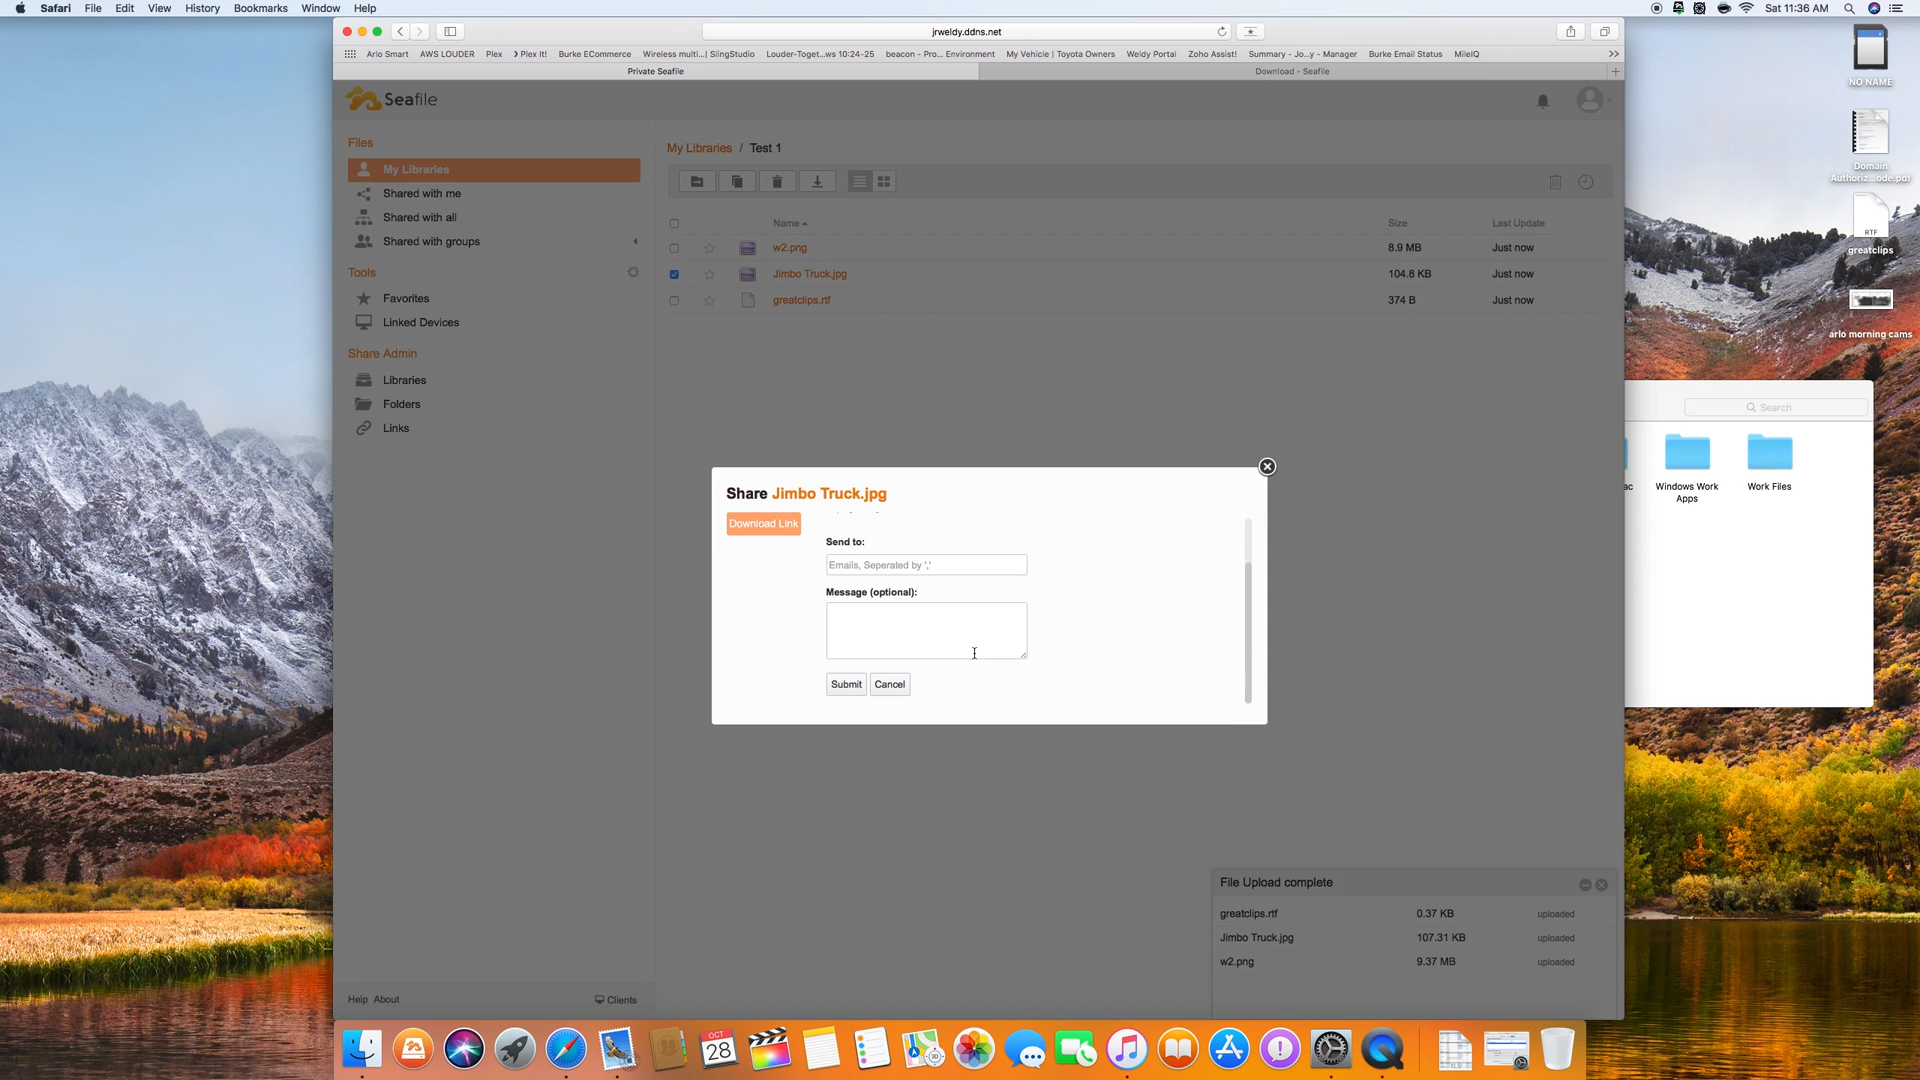 Safari File Edit View History Bookmarks Window Help
Sat 11:36 AM
jrweldy.ddns.net
Arlo Smart AWS LOUDER Plex Plex It! Burke ECommerce Wireless multi...| SlingStudio Louder-Toget...ws 10:24-25 beacon - Pro... Environment My Vehicle | Toyota Owners Weldy Portal Zoho Assist! Summary - Jo...y - Manager Burke Email Status MileIQ >>
Private Seafile Download - Seafile
Seafile
Files
My Libraries
Shared with me
Shared with all
Shared with groups
Tools
Favorites
Linked Devices
Share Admin
Libraries
Folders
Links
Help About
Clients
My Libraries / Test 1
Name Size Last Update
w2.png 8.9 MB Just now
Jimbo Truck.jpg 104.8 KB Just now
greatclips.rtf 374 B Just now
Share Jimbo Truck.jpg
Download Link
Send to:
Emails, Seperated by ','
Message (optional):
Submit Cancel
File Upload complete
greatclips.rtf 0.37 KB uploaded
Jimbo Truck.jpg 107.31 KB uploaded
w2.png 9.37 MB uploaded
NO NAME
Domain
Authoriz...ode.pdf
RTF
greatclips
arlo morning cams
Search
ac
Windows Work
Apps
Work Files
OCT
28
3D
XLS